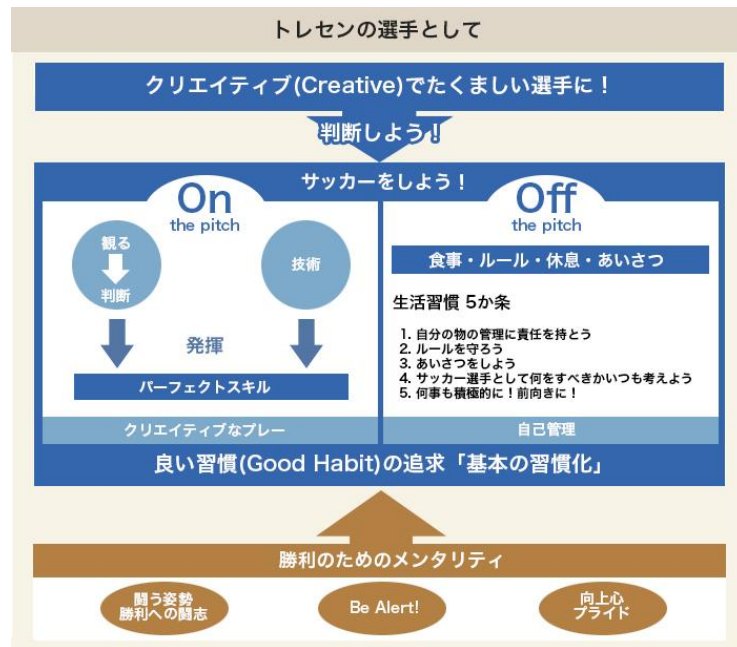 トレセンの選手として
クリエイティブ(Creative)でたくましい選手に！
判断しよう！
サッカーをしよう！
On
the pitch
観る
判断
技術
発揮
パーフェクトスキル
クリエイティブなプレー
Off
the pitch
食事・ルール・休息・あいさつ
生活習慣 5か条
1. 自分の物の管理に責任を持とう
2. ルールを守ろう
3. あいさつをしよう
4. サッカー選手として何をすべきかいつも考えよう
5. 何事も積極的に！前向きに！
自己管理
良い習慣(Good Habit)の追求「基本の習慣化」
勝利のためのメンタリティ
闘う姿勢
勝利への闘志
Be Alert!
向上心
プライド